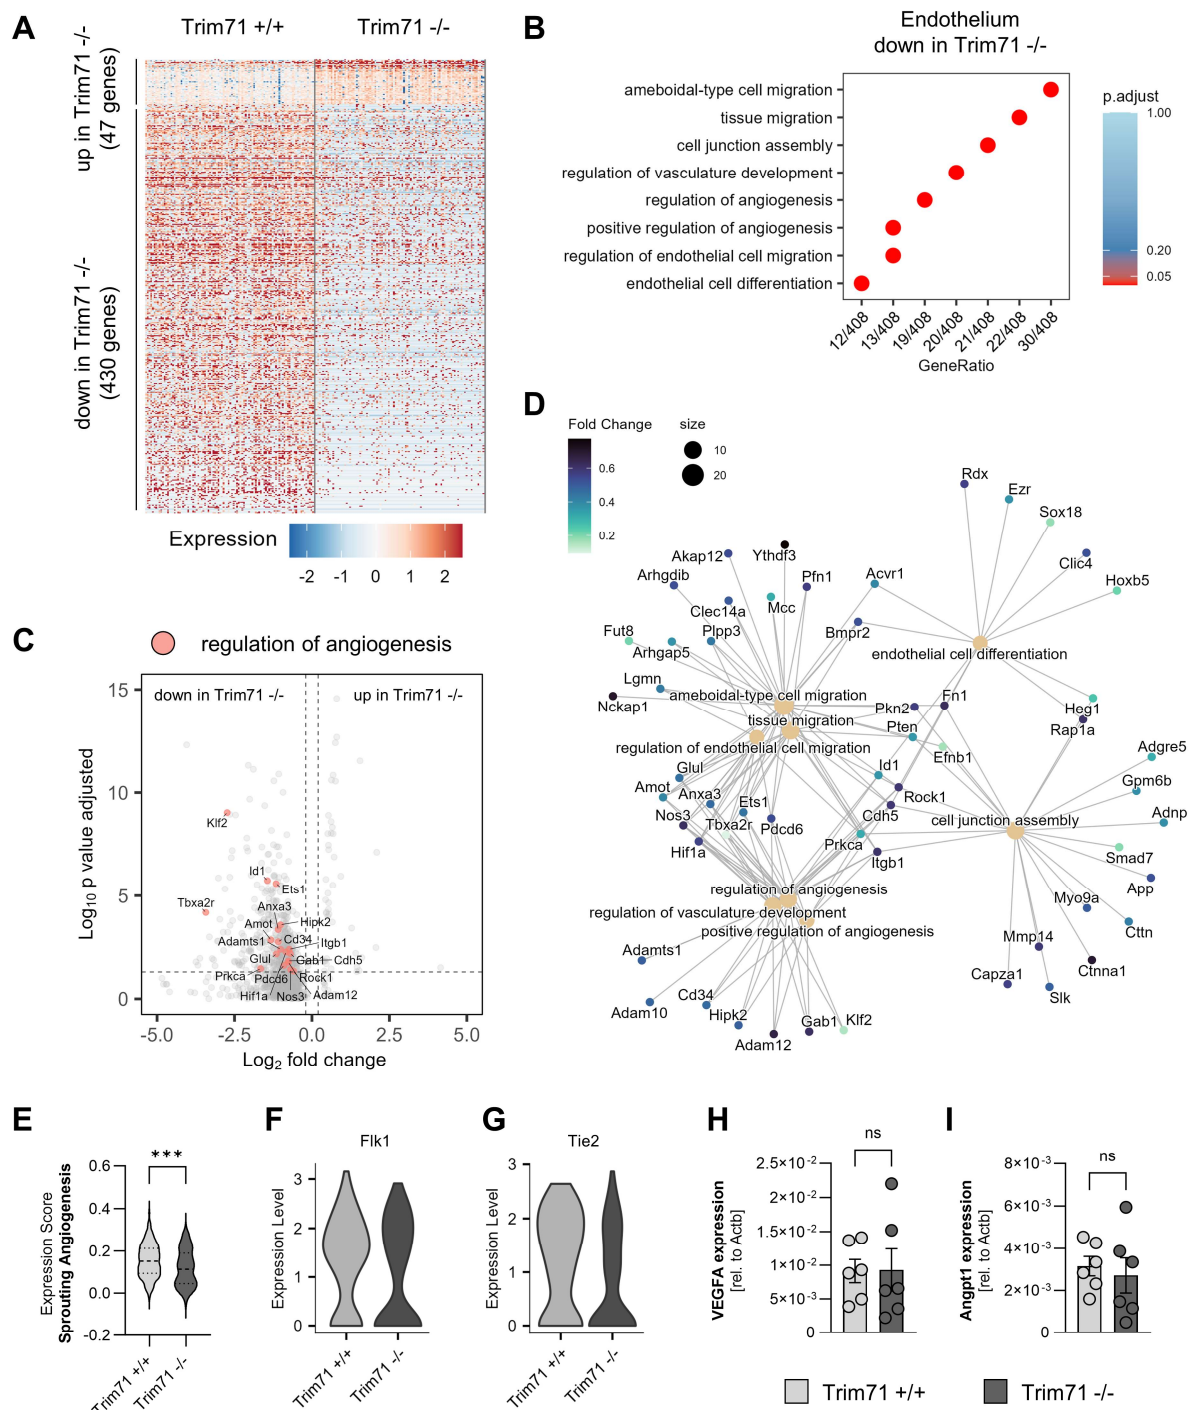 A
Trim71 +/+
Trim71 -/-
up in Trim71 -/-
(47 genes)
down in Trim71 -/-
(430 genes)
Expression
-2
-1
0
1
2
B
Endothelium
down in Trim71 -/-
ameboidal-type cell migration
tissue migration
cell junction assembly
regulation of vasculature development
regulation of angiogenesis
positive regulation of angiogenesis
regulation of endothelial cell migration
endothelial cell differentiation
12/408
13/408
19/408
20/408
21/408
22/408
30/408
GeneRatio
p.adjust
1.00
0.20
0.05
C
regulation of angiogenesis
down in Trim71 -/-
up in Trim71 -/-
15
10
5
0
Log10 p value adjusted
Klf2
Id1
Ets1
Tbxa2r
Anxa3
Amot
Hipk2
Adamts1
Cd34
Itgb1
Glul
Gab1
Cdh5
Prkca
Pdcd6
Rock1
Hif1a
Nos3
Adam12
-5.0
-2.5
0.0
2.5
5.0
Log2 fold change
D
Fold Change
0.6
0.4
0.2
size
10
20
Rdx
Ezr
Sox18
Clic4
Hoxb5
Akap12
Ythdf3
Arhgdib
Pfn1
Acvr1
Clec14a
Mcc
Fut8
Plpp3
Bmpr2
Arhgap5
endothelial cell differentiation
Lgmn
ameboidal-type cell migration
Nckap1
Pkn2
Fn1
Heg1
tissue migration
Pten
Rap1a
regulation of endothelial cell migration
Efnb1
Adgre5
Glul
Id1
Gpm6b
Amot
Anxa3
Ets1
Rock1
Nos3
Tbxa2r
Pdcd6
Cdh5
cell junction assembly
Adnp
Hif1a
Prkca
Itgb1
Smad7
App
regulation of angiogenesis
Myo9a
regulation of vasculature development
positive regulation of angiogenesis
Cttn
Mmp14
Adamts1
Ctnna1
Capza1
Slk
Cd34
Adam10
Hipk2
Gab1
Klf2
Adam12
E
Expression Score
Sprouting Angiogenesis
0.6
0.4
0.2
0.0
-0.2
***
Trim71 +/+
Trim71 -/-
F
Flk1
Expression Level
3
2
1
0
Trim71 +/+
Trim71 -/-
G
Tie2
Expression Level
3
2
1
0
Trim71 +/+
Trim71 -/-
H
ns
VEGFA expression
[rel. to Actb]
2.5×10-2
2×10-2
1.5×10-2
1×10-2
5×10-3
0
I
ns
Angpt1 expression
[rel. to Actb]
8×10-3
6×10-3
4×10-3
2×10-3
0
Trim71 +/+
Trim71 -/-